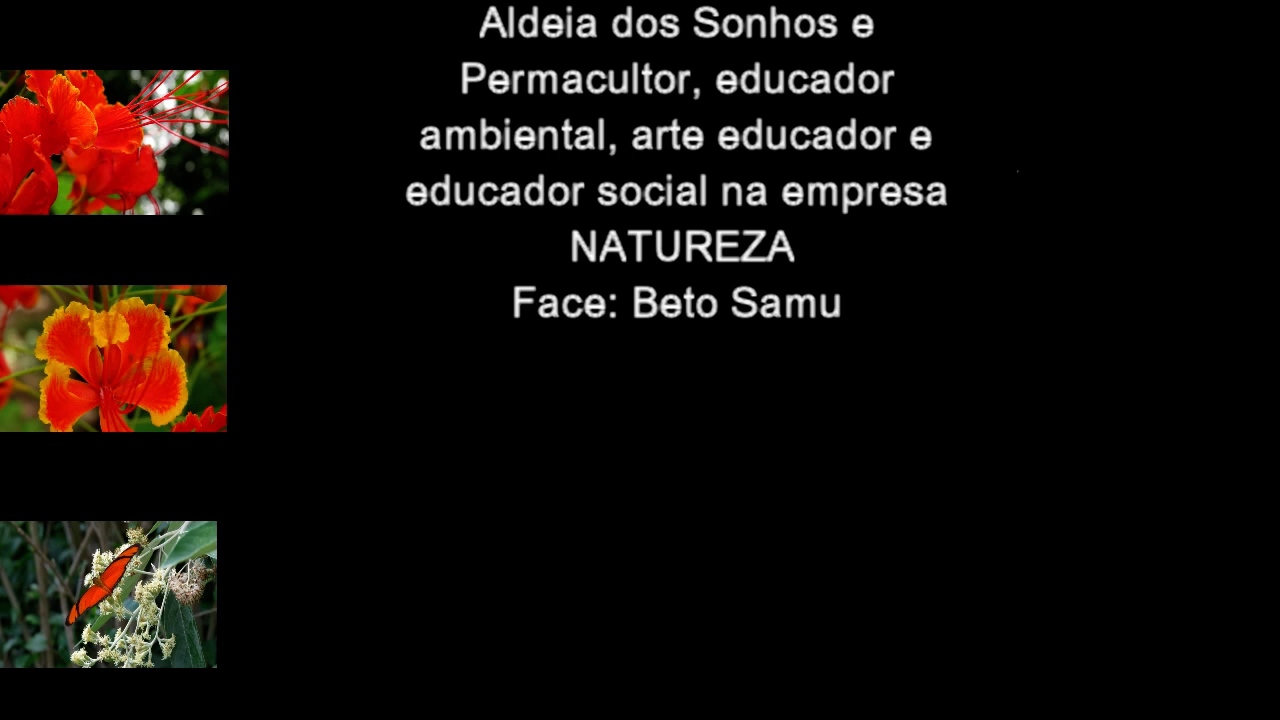 Aldeia dos Sonhos e
Permacultor, educador
ambiental, arte educador e
educador social na empresa
NATUREZA
Face: Beto Samu